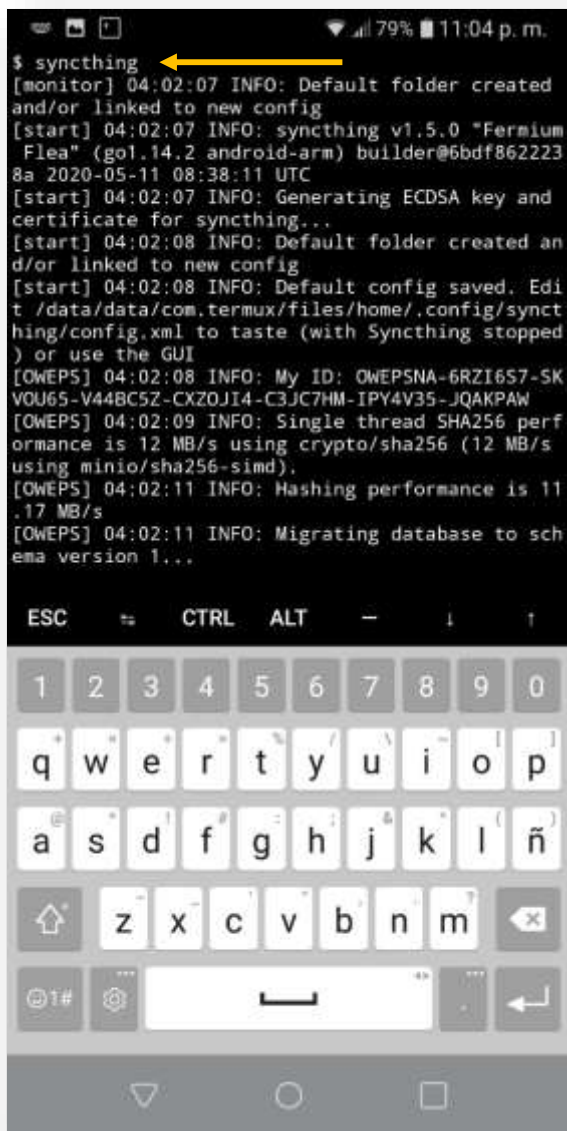 79% 11:04 p. m.
$ syncthing
[monitor] 04:02:07 INFO: Default folder created
and/or linked to new config
[start] 04:02:07 INFO: syncthing v1.5.0 "Fermium
Flea" (go1.14.2 android-arm) builder@6bdf862223
8a 2020-05-11 08:38:11 UTC
[start] 04:02:07 INFO: Generating ECDSA key and
certificate for syncthing...
[start] 04:02:08 INFO: Default folder created an
d/or linked to new config
[start] 04:02:08 INFO: Default config saved. Edi
t /data/data/com.termux/files/home/.config/synct
hing/config.xml to taste (with Syncthing stopped
) or use the GUI
[OWEPS] 04:02:08 INFO: My ID: OWEPSNA-6RZI6S7-SK
VOU65-V44BC5Z-CXZOJI4-C3JC7HM-IPY4V35-JQAKPAW
[OWEPS] 04:02:09 INFO: Single thread SHA256 perf
ormance is 12 MB/s using crypto/sha256 (12 MB/s
using minio/sha256-simd).
[OWEPS] 04:02:11 INFO: Hashing performance is 11
.17 MB/s
[OWEPS] 04:02:11 INFO: Migrating database to sch
ema version 1...
ESC CTRL ALT — ↓ ↑
1 2 3 4 5 6 7 8 9 0
q w e r t y u i o p
a s d f g h j k l ñ
z x c v b n m
1# .